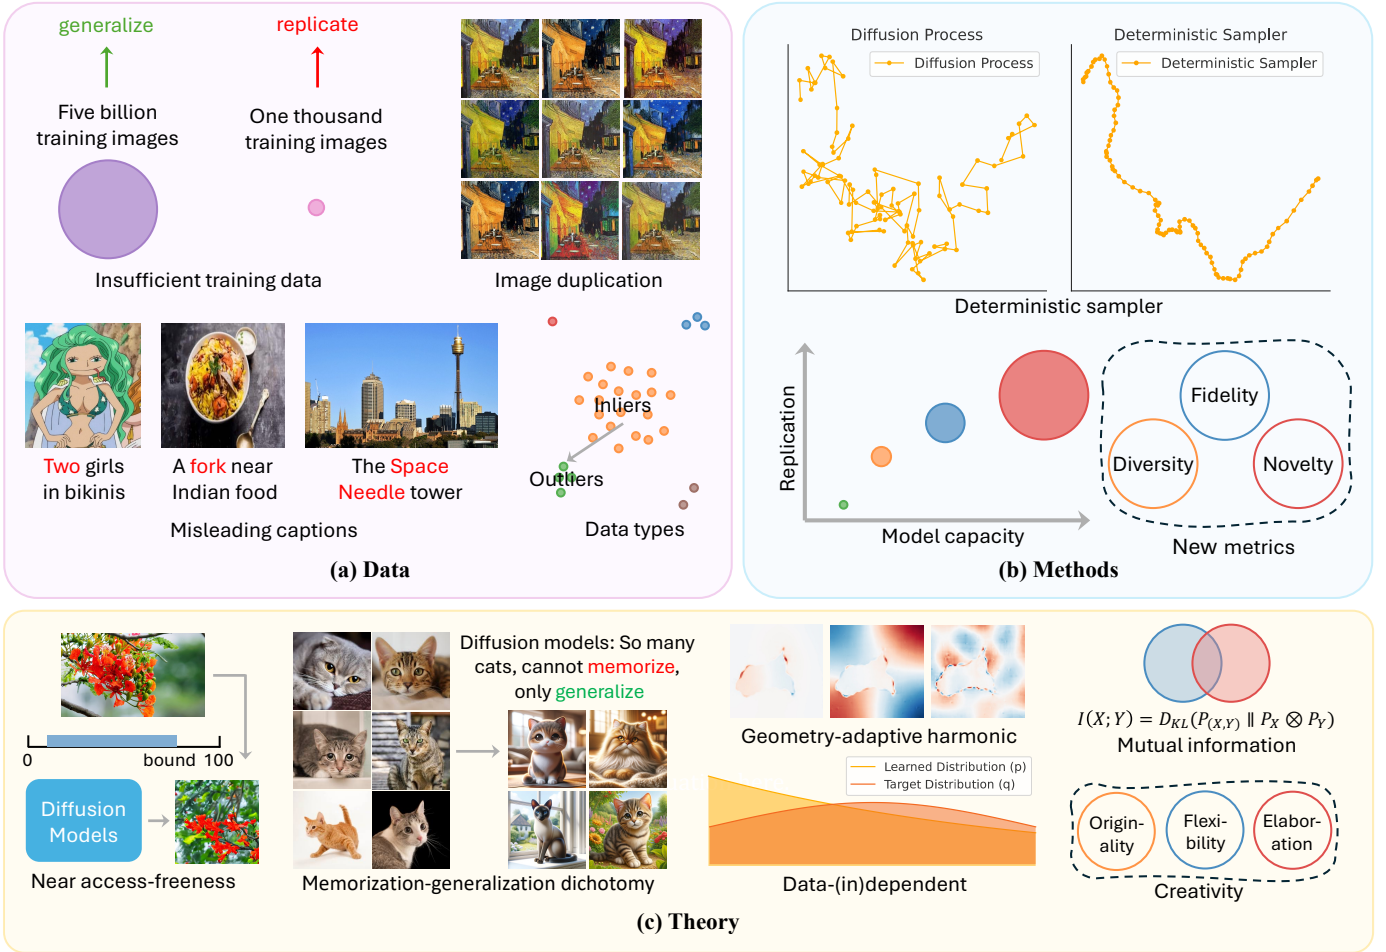 generalize
replicate
Five billion
training images
One thousand
training images
Insufficient training data
Image duplication
Two girls
in bikinis
A fork near
Indian food
The Space
Needle tower
Misleading captions
Inliers
Outliers
Data types
(a) Data
Diffusion Process
Diffusion Process
Deterministic Sampler
Deterministic Sampler
Deterministic sampler
Replication
Model capacity
Fidelity
Diversity
Novelty
New metrics
(b) Methods
0
bound
100
Diffusion
Models
Near access-freeness
Diffusion models: So many
cats, cannot memorize,
only generalize
Memorization-generalization dichotomy
Geometry-adaptive harmonic
Learned Distribution (p)
Target Distribution (q)
Data-(in)dependent
I(X; Y) = D_{KL}(P_{(X,Y)} ∥ P_X ⊗ P_Y)
Mutual information
Origin-
ality
Flexi-
bility
Elabor-
ation
Creativity
(c) Theory